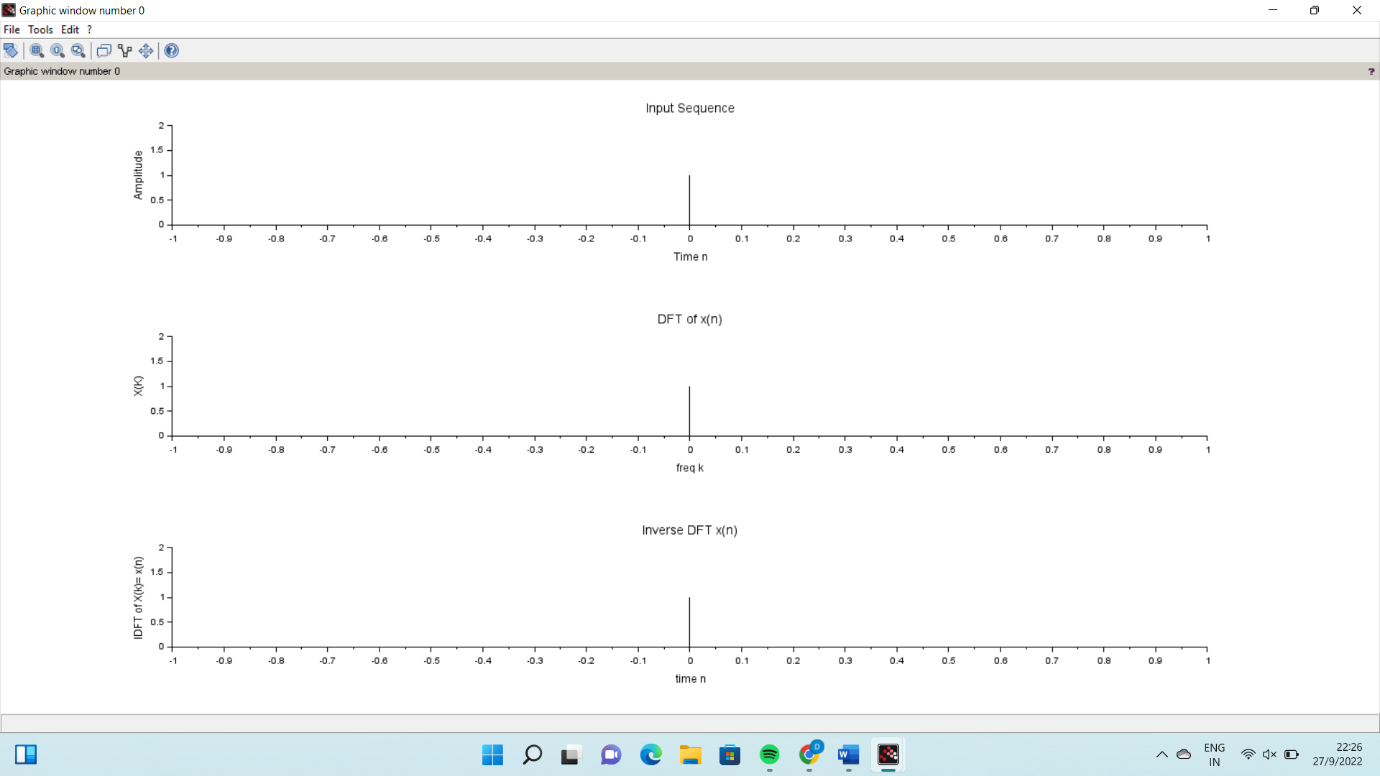 Graphic window number 0
File Tools Edit ?
Graphic window number 0
?
Input Sequence
Amplitude
2
1.5
1
0.5
0
-1 -0.9 -0.8 -0.7 -0.6 -0.5 -0.4 -0.3 -0.2 -0.1 0 0.1 0.2 0.3 0.4 0.5 0.6 0.7 0.8 0.9 1
Time n
DFT of x(n)
X(K)
2
1.5
1
0.5
0
-1 -0.9 -0.8 -0.7 -0.6 -0.5 -0.4 -0.3 -0.2 -0.1 0 0.1 0.2 0.3 0.4 0.5 0.6 0.7 0.8 0.9 1
freq k
Inverse DFT x(n)
IDFT of X(k)= x(n)
2
1.5
1
0.5
0
-1 -0.9 -0.8 -0.7 -0.6 -0.5 -0.4 -0.3 -0.2 -0.1 0 0.1 0.2 0.3 0.4 0.5 0.6 0.7 0.8 0.9 1
time n
D
W
ENG
IN
22:26
27/9/2022